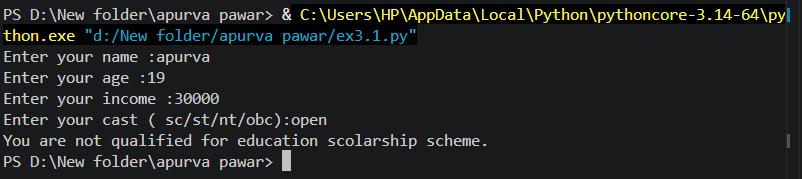 PS D:\New folder\apurva pawar> & C:\Users\HP\AppData\Local\Python\pythoncore-3.14-64\py
thon.exe "d:/New folder/apurva pawar/ex3.1.py"
Enter your name :apurva
Enter your age :19
Enter your income :30000
Enter your cast ( sc/st/nt/obc):open
You are not qualified for education scolarship scheme.
PS D:\New folder\apurva pawar>